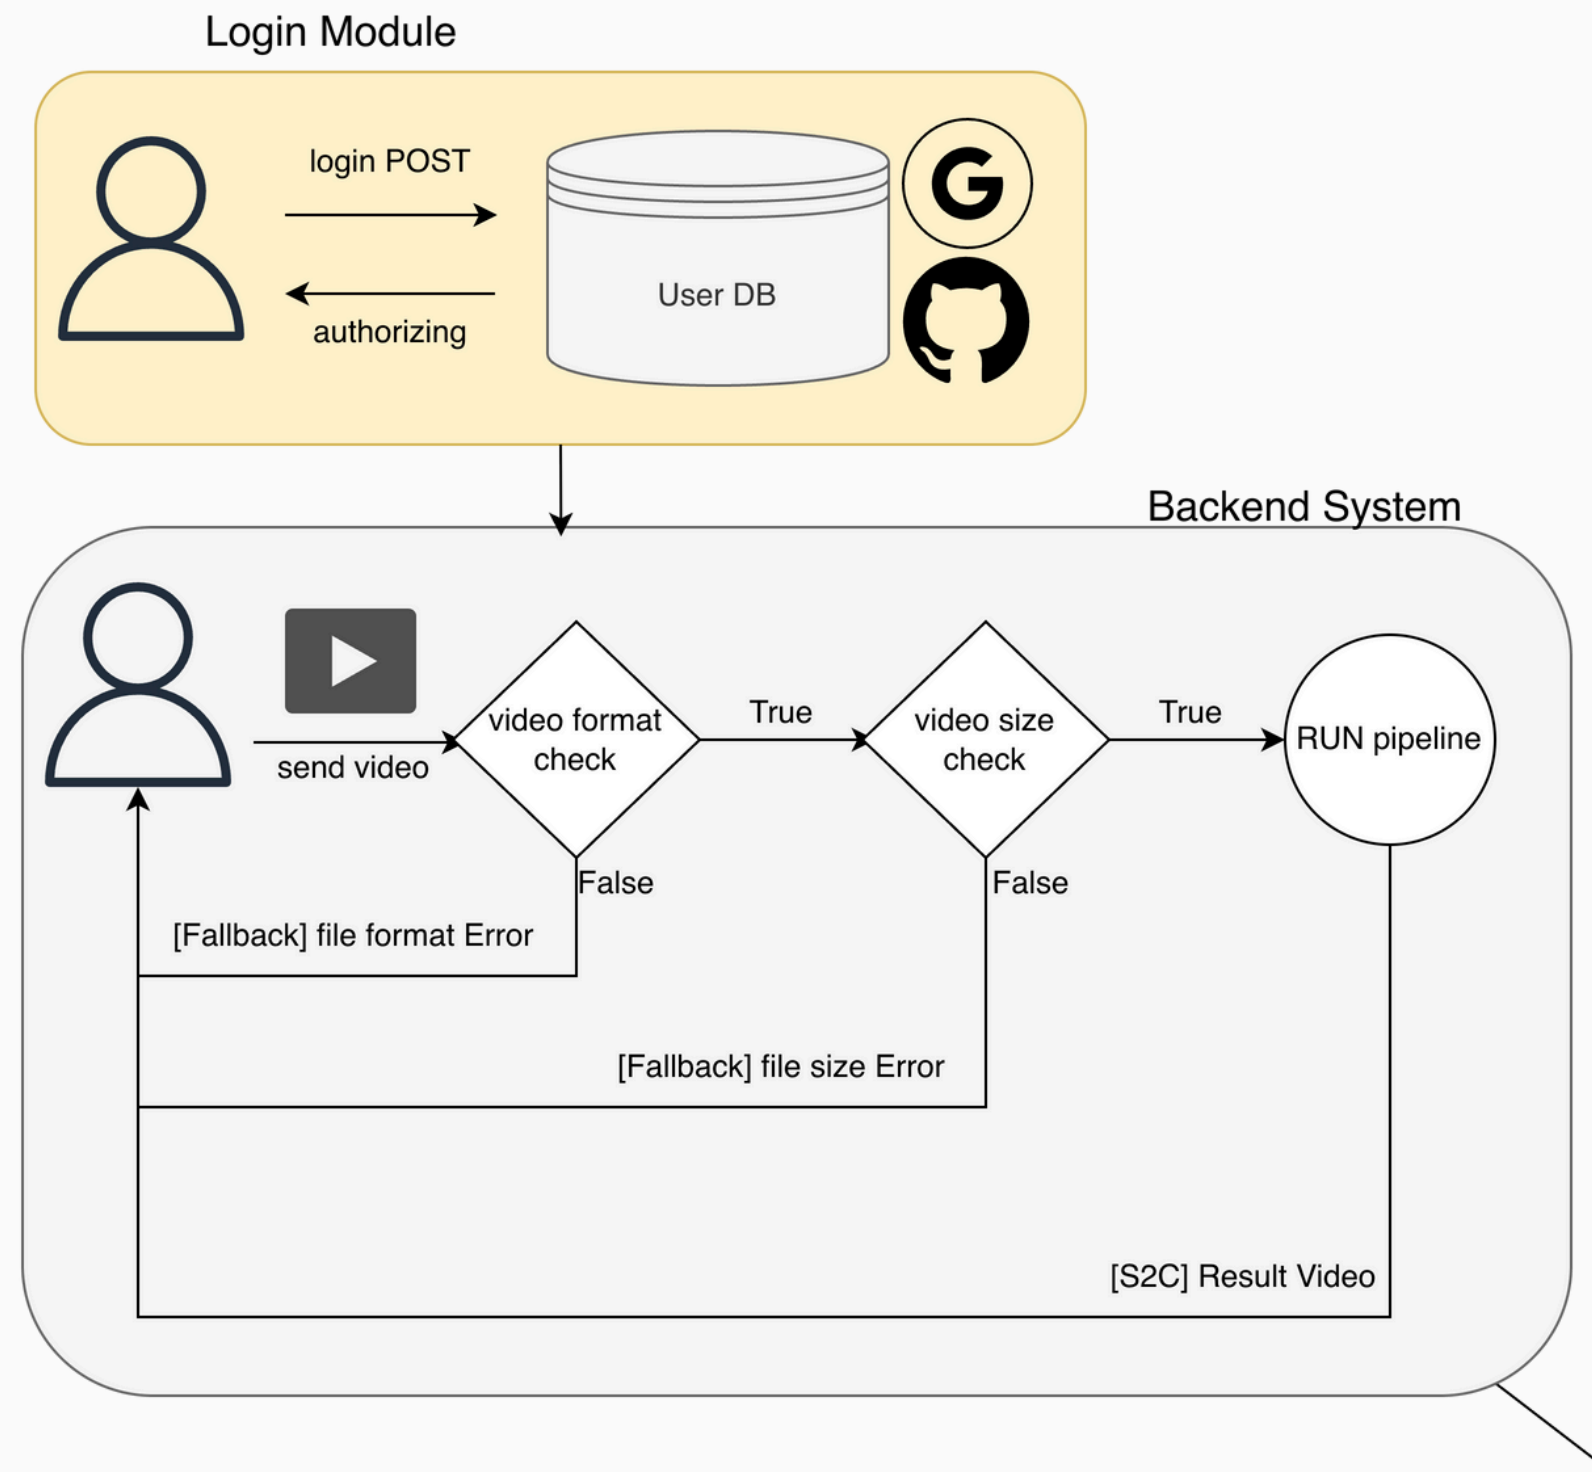 Login Module
login POST
User DB
authorizing
Backend System
send video
video format
check
True
video size
check
True
RUN pipeline
False
False
[Fallback] file format Error
[Fallback] file size Error
[S2C] Result Video